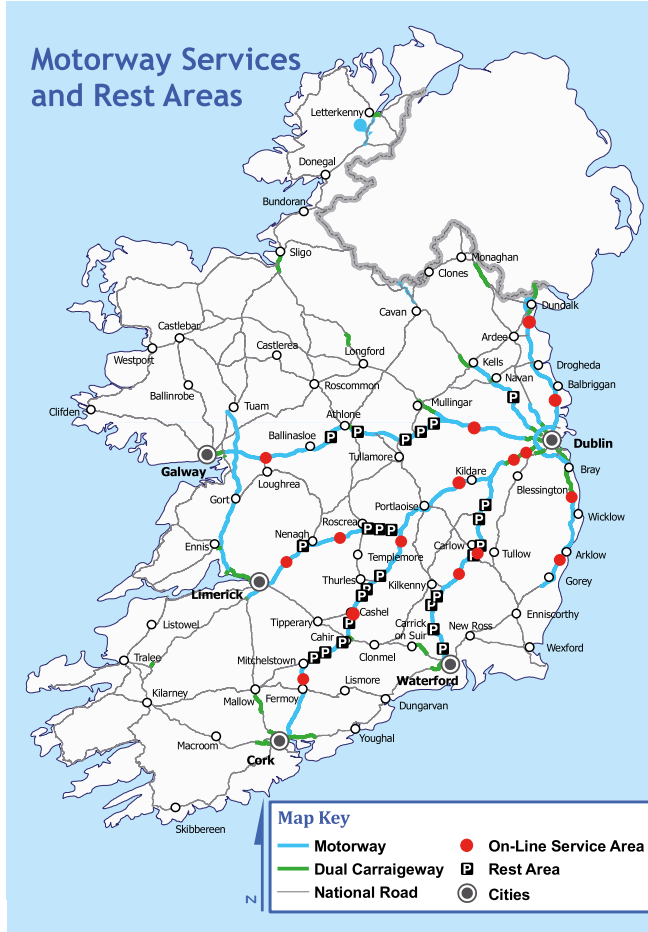 Motorway Services
and Rest Areas
Letterkenny
Donegal
Bundoran
Sligo
Monaghan
Clones
Dundalk
Cavan
Ardee
Castlebar
Castlerea
Longford
Kells
Drogheda
Westport
Navan
Balbriggan
Roscommon
Ballinrobe
Clifden
Tuam
Mullingar
Athlone
P
P
P
P
P
P
Ballinasloe
Dublin
Galway
Tullamore
Bray
Loughrea
Kildare
Blessington
Gort
Portlaoise
P
P
Wicklow
Roscrea
P
P
P
Nenagh
P
Carlow
P
P
Tullow
Arklow
Ennis
Templemore
Limerick
Thurles
P
P
P
Kilkenny
P
P
Gorey
Cashel
P
Enniscorthy
Listowel
Tipperary
Carrick
on Suir
P
New Ross
Cahir
P
P
P
P
Clonmel
Wexford
Tralee
Mitchelstown
Waterford
Lismore
Kilarney
Mallow
Fermoy
Dungarvan
Macroom
Youghal
Cork
Skibbereen
N
Map Key
Motorway
On-Line Service Area
Dual Carraigeway
P
Rest Area
National Road
Cities